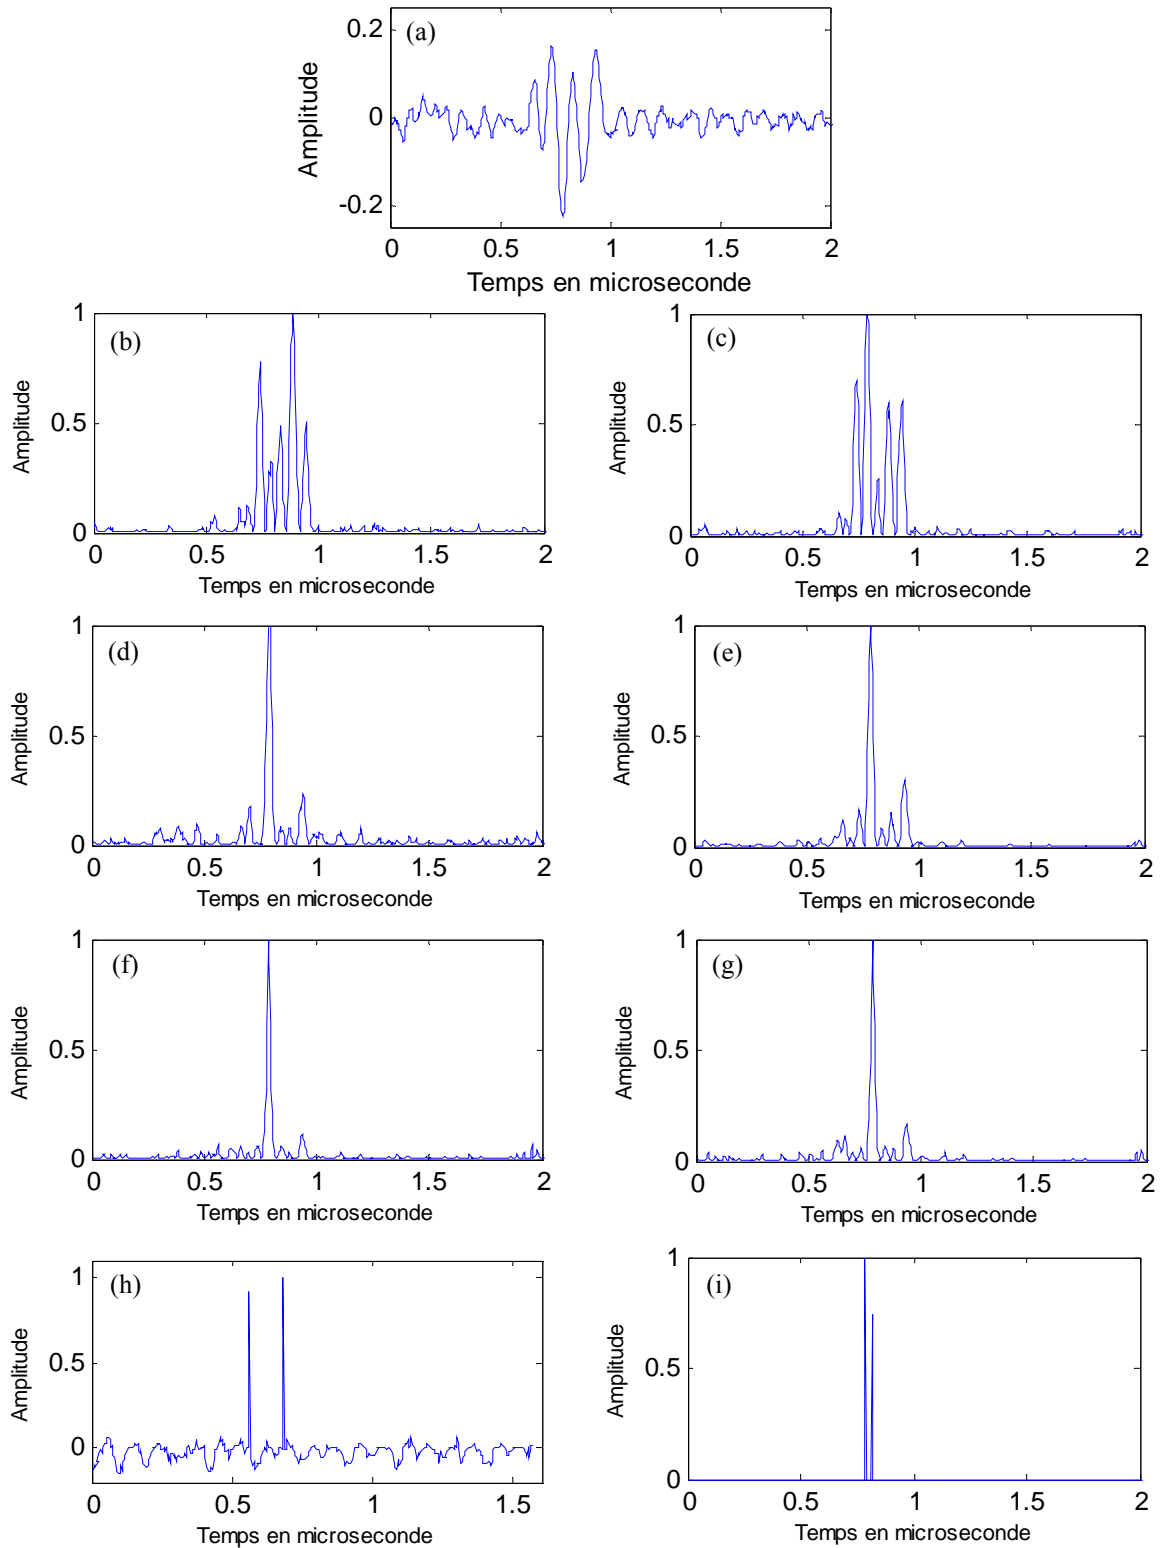 (a)
Amplitude
0.2
0
-0.2
0 0.5 1 1.5 2
Temps en microseconde
(b)
Amplitude
1
0.5
0
0 0.5 1 1.5 2
Temps en microseconde
(c)
Amplitude
1
0.5
0
0 0.5 1 1.5 2
Temps en microseconde
(d)
Amplitude
1
0.5
0
0 0.5 1 1.5 2
Temps en microseconde
(e)
Amplitude
1
0.5
0
0 0.5 1 1.5 2
Temps en microseconde
(f)
Amplitude
1
0.5
0
0 0.5 1 1.5 2
Temps en microseconde
(g)
Amplitude
1
0.5
0
0 0.5 1 1.5 2
Temps en microseconde
(h)
Amplitude
1
0.5
0
0 0.5 1 1.5
Temps en microseconde
(i)
Amplitude
1
0.5
0
0 0.5 1 1.5 2
Temps en microseconde